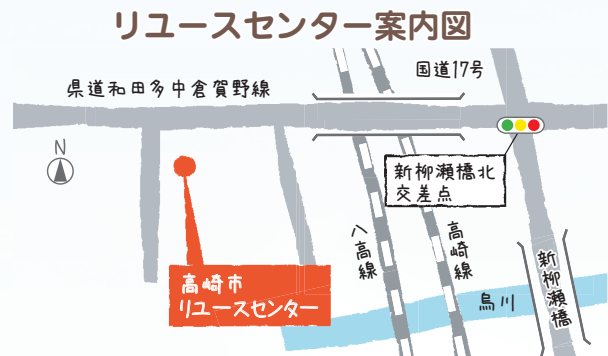 リユースセンター案内図
国道17号
県道和田多中倉賀野線
N
新柳瀬橋北
交差点
八高線
高崎線
新柳瀬橋
高崎市
リユースセンター
烏川